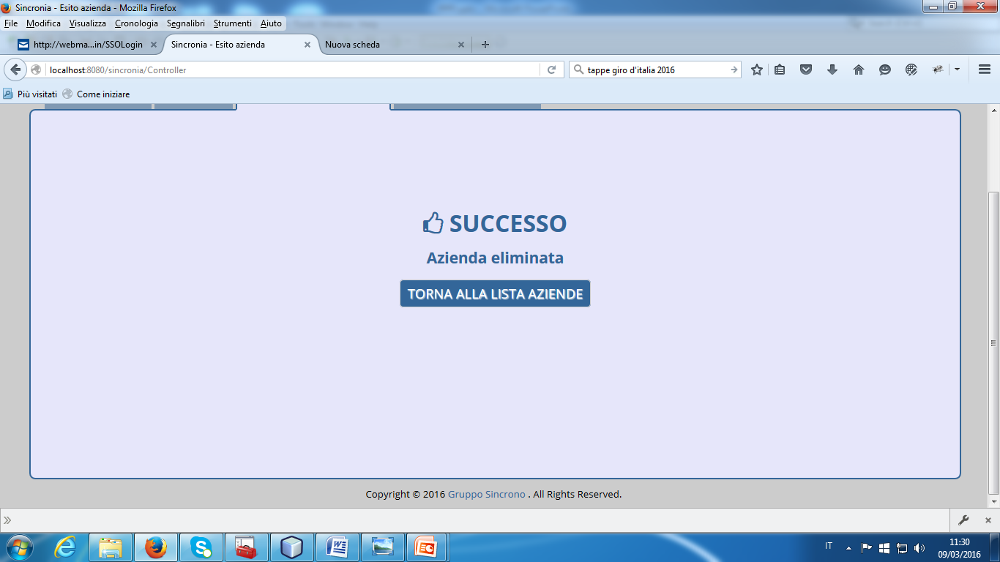 Sincronia - Esito azienda - Mozilla Firefox
File Modifica Visualizza Cronologia Segnalibri Strumenti Aiuto
http://webma...in/SSOLogin Sincronia - Esito azienda Nuova scheda
localhost:8080/sincronia/Controller tappe giro d'italia 2016
Più visitati Come iniziare
SUCCESSO
Azienda eliminata
TORNA ALLA LISTA AZIENDE
Copyright © 2016 Gruppo Sincrono . All Rights Reserved.
IT 11:30
09/03/2016